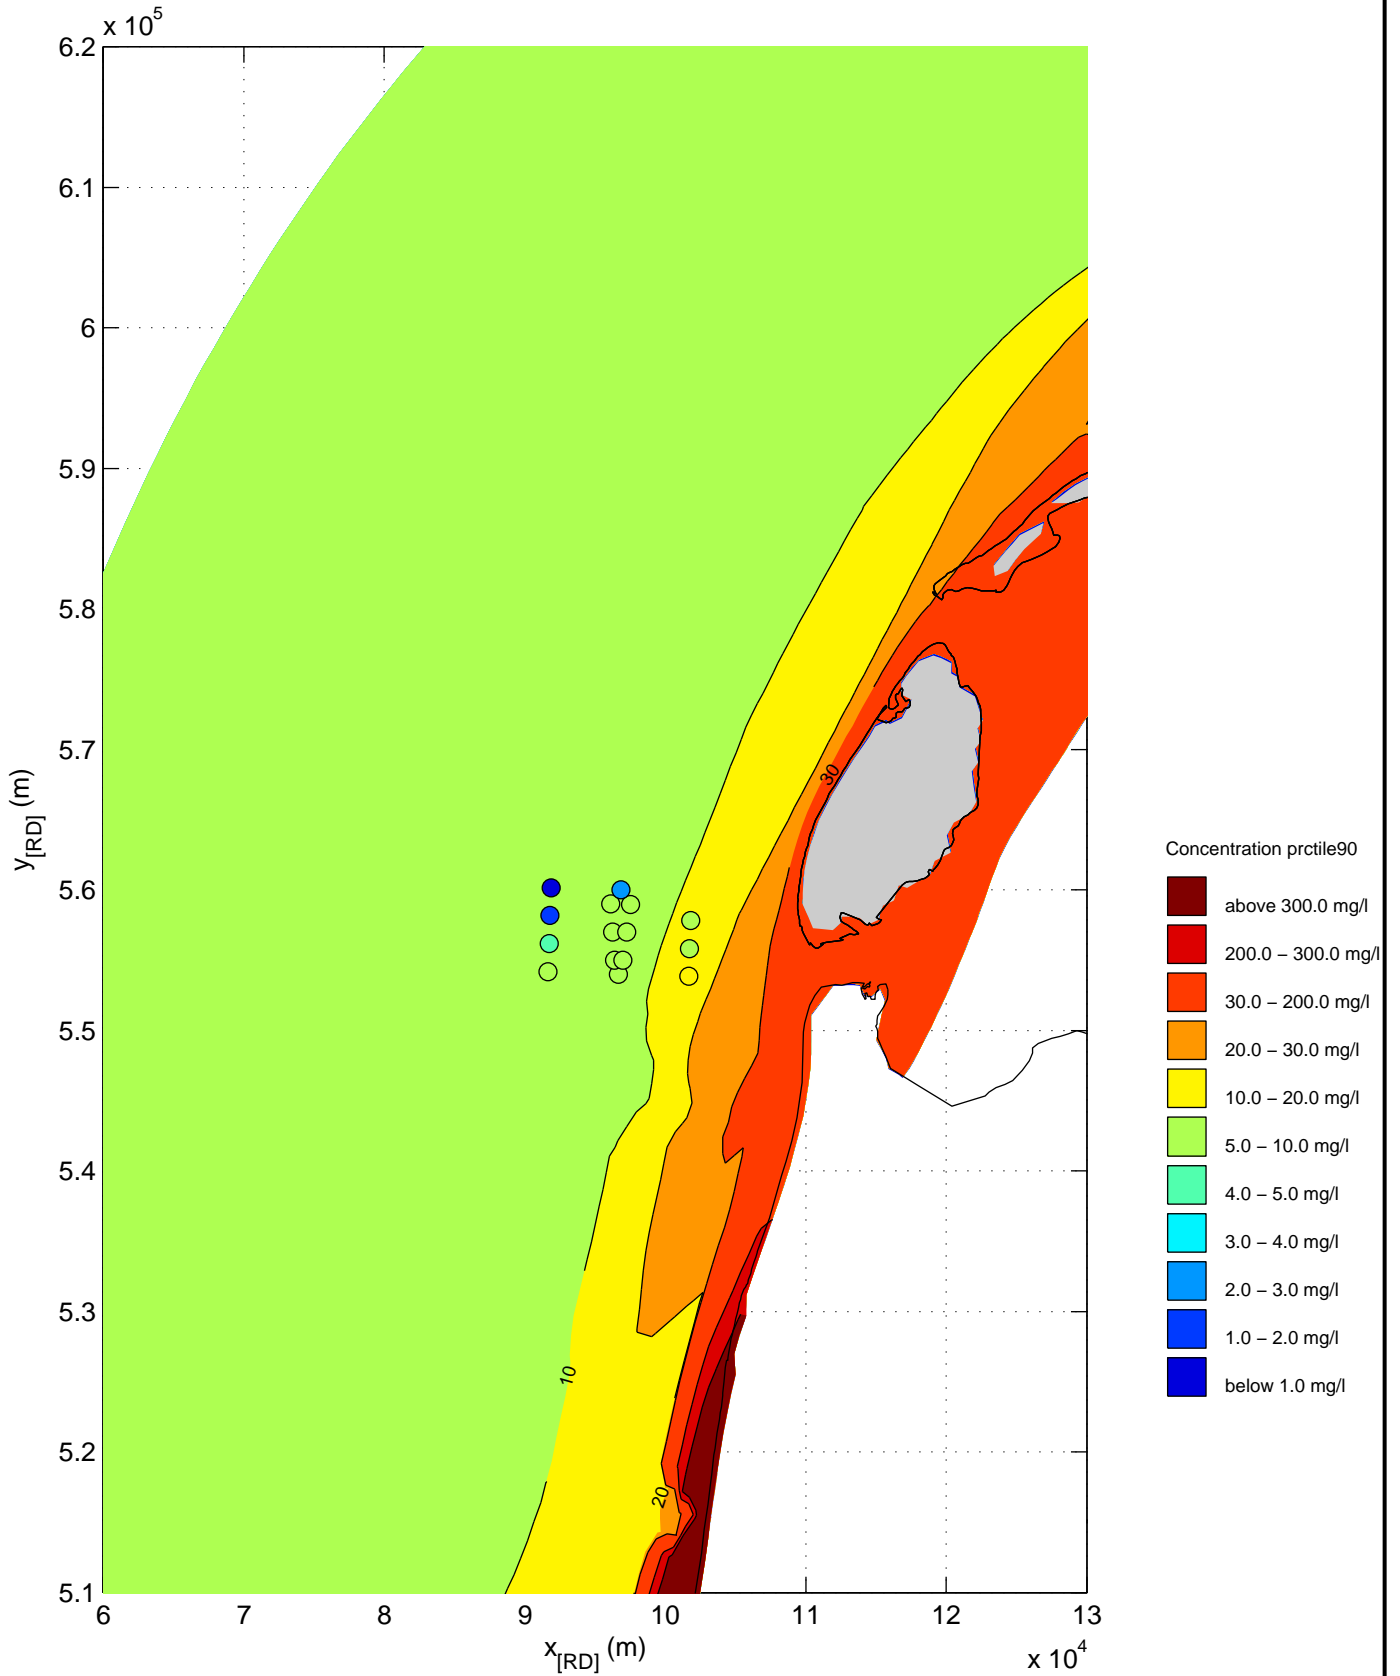 x 10^5
6.2
6.1
6
5.9
5.8
5.7
5.6
5.5
5.4
5.3
5.2
5.1
y[RD] (m)
30
10
20
6 7 8 9 10 11 12 13
x[RD] (m)
x 10^4
Concentration prctile90
above 300.0 mg/l
200.0 – 300.0 mg/l
30.0 – 200.0 mg/l
20.0 – 30.0 mg/l
10.0 – 20.0 mg/l
5.0 – 10.0 mg/l
4.0 – 5.0 mg/l
3.0 – 4.0 mg/l
2.0 – 3.0 mg/l
1.0 – 2.0 mg/l
below 1.0 mg/l